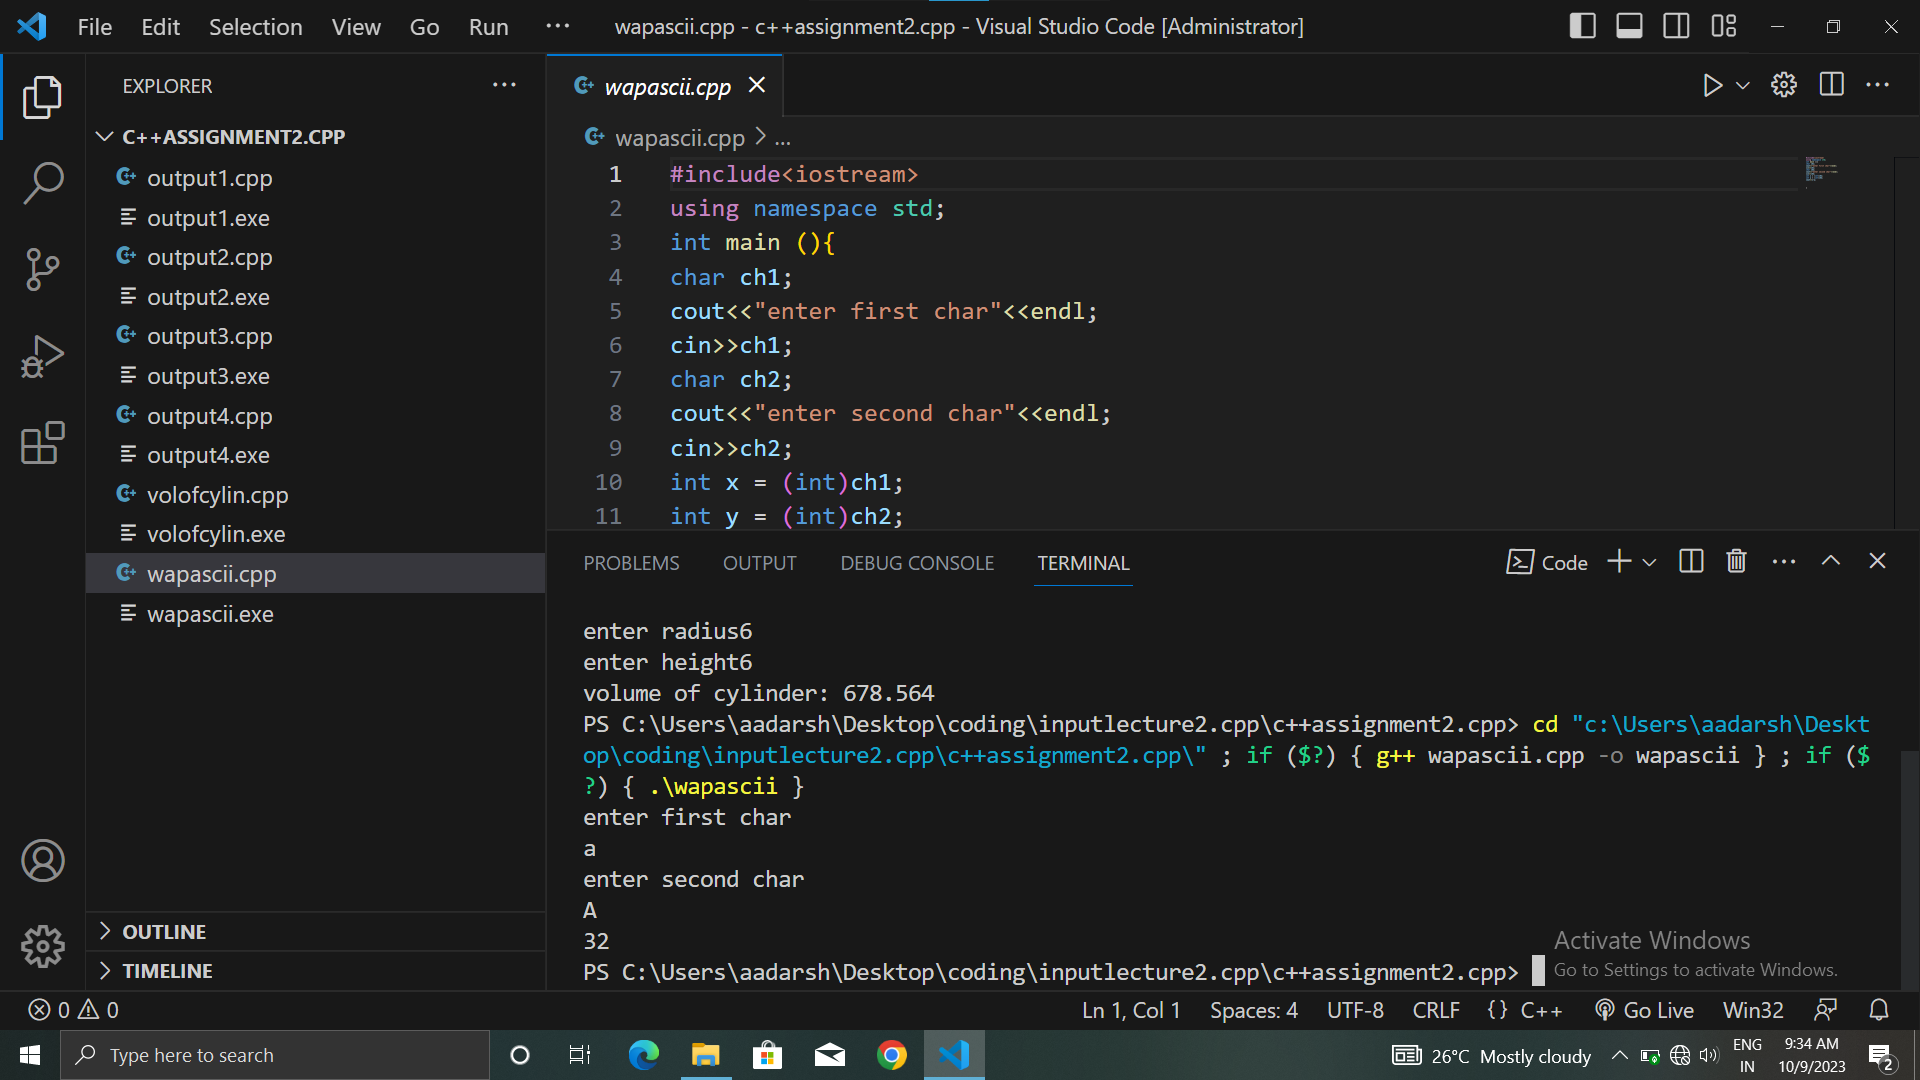 File Edit Selection View Go Run ··· wapascii.cpp - c++assignment2.cpp - Visual Studio Code [Administrator]
EXPLORER ···
C++ASSIGNMENT2.CPP
output1.cpp
output1.exe
output2.cpp
output2.exe
output3.cpp
output3.exe
output4.cpp
output4.exe
volofcylin.cpp
volofcylin.exe
wapascii.cpp
wapascii.exe
OUTLINE
TIMELINE
wapascii.cpp
wapascii.cpp > ...
1 #include<iostream>
2 using namespace std;
3 int main (){
4 char ch1;
5 cout<<"enter first char"<<endl;
6 cin>>ch1;
7 char ch2;
8 cout<<"enter second char"<<endl;
9 cin>>ch2;
10 int x = (int)ch1;
11 int y = (int)ch2;
PROBLEMS OUTPUT DEBUG CONSOLE TERMINAL Code
enter radius6
enter height6
volume of cylinder: 678.564
PS C:\Users\aadarsh\Desktop\coding\inputlecture2.cpp\c++assignment2.cpp> cd "c:\Users\aadarsh\Deskt
op\coding\inputlecture2.cpp\c++assignment2.cpp\" ; if ($?) { g++ wapascii.cpp -o wapascii } ; if ($
?) { .\wapascii }
enter first char
a
enter second char
A
32
PS C:\Users\aadarsh\Desktop\coding\inputlecture2.cpp\c++assignment2.cpp>
Activate Windows
Go to Settings to activate Windows.
0 0 Ln 1, Col 1 Spaces: 4 UTF-8 CRLF {} C++ Go Live Win32
Type here to search 26°C Mostly cloudy ENG IN 9:34 AM 10/9/2023 2